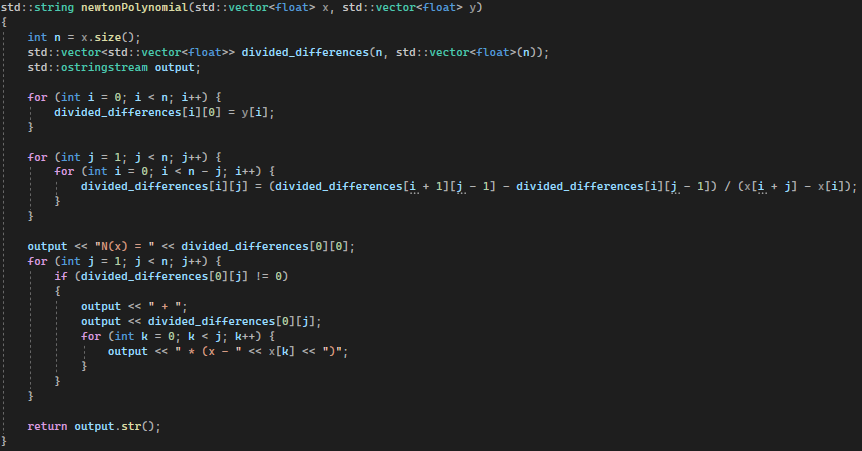 std::string newtonPolynomial(std::vector<float> x, std::vector<float> y)
{
    int n = x.size();
    std::vector<std::vector<float>> divided_differences(n, std::vector<float>(n));
    std::ostringstream output;

    for (int i = 0; i < n; i++) {
        divided_differences[i][0] = y[i];
    }

    for (int j = 1; j < n; j++) {
        for (int i = 0; i < n - j; i++) {
            divided_differences[i][j] = (divided_differences[i + 1][j - 1] - divided_differences[i][j - 1]) / (x[i + j] - x[i]);
        }
    }

    output << "N(x) = " << divided_differences[0][0];
    for (int j = 1; j < n; j++) {
        if (divided_differences[0][j] != 0)
        {
            output << " + ";
            output << divided_differences[0][j];
            for (int k = 0; k < j; k++) {
                output << " * (x - " << x[k] << ")";
            }
        }
    }

    return output.str();
}